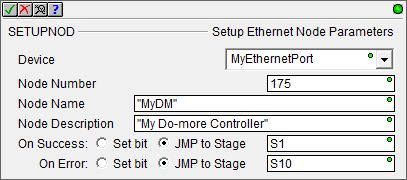 SETUPNOD Setup Ethernet Node Parameters
Device MyEthernetPort
Node Number 175
Node Name "MyDM"
Node Description "My Do-more Controller"
On Success: Set bit JMP to Stage S1
On Error: Set bit JMP to Stage S10